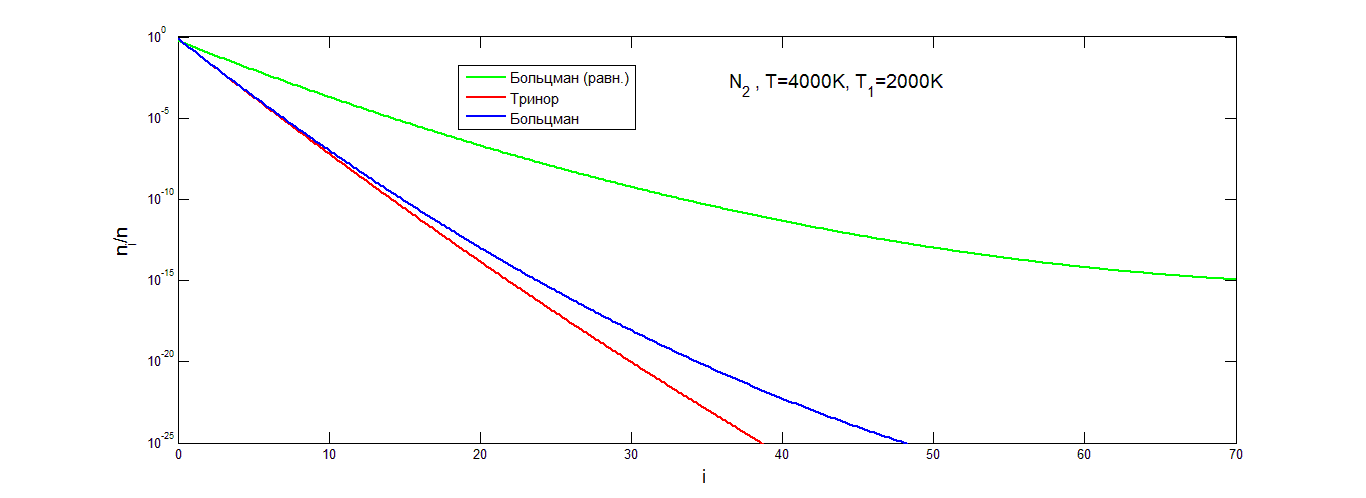 N2 , T=4000K, T1=2000K
Больцман (равн.)
Тринор
Больцман
ni/n
10^0
10^-5
10^-10
10^-15
10^-20
10^-25
0 10 20 30 40 50 60 70
i